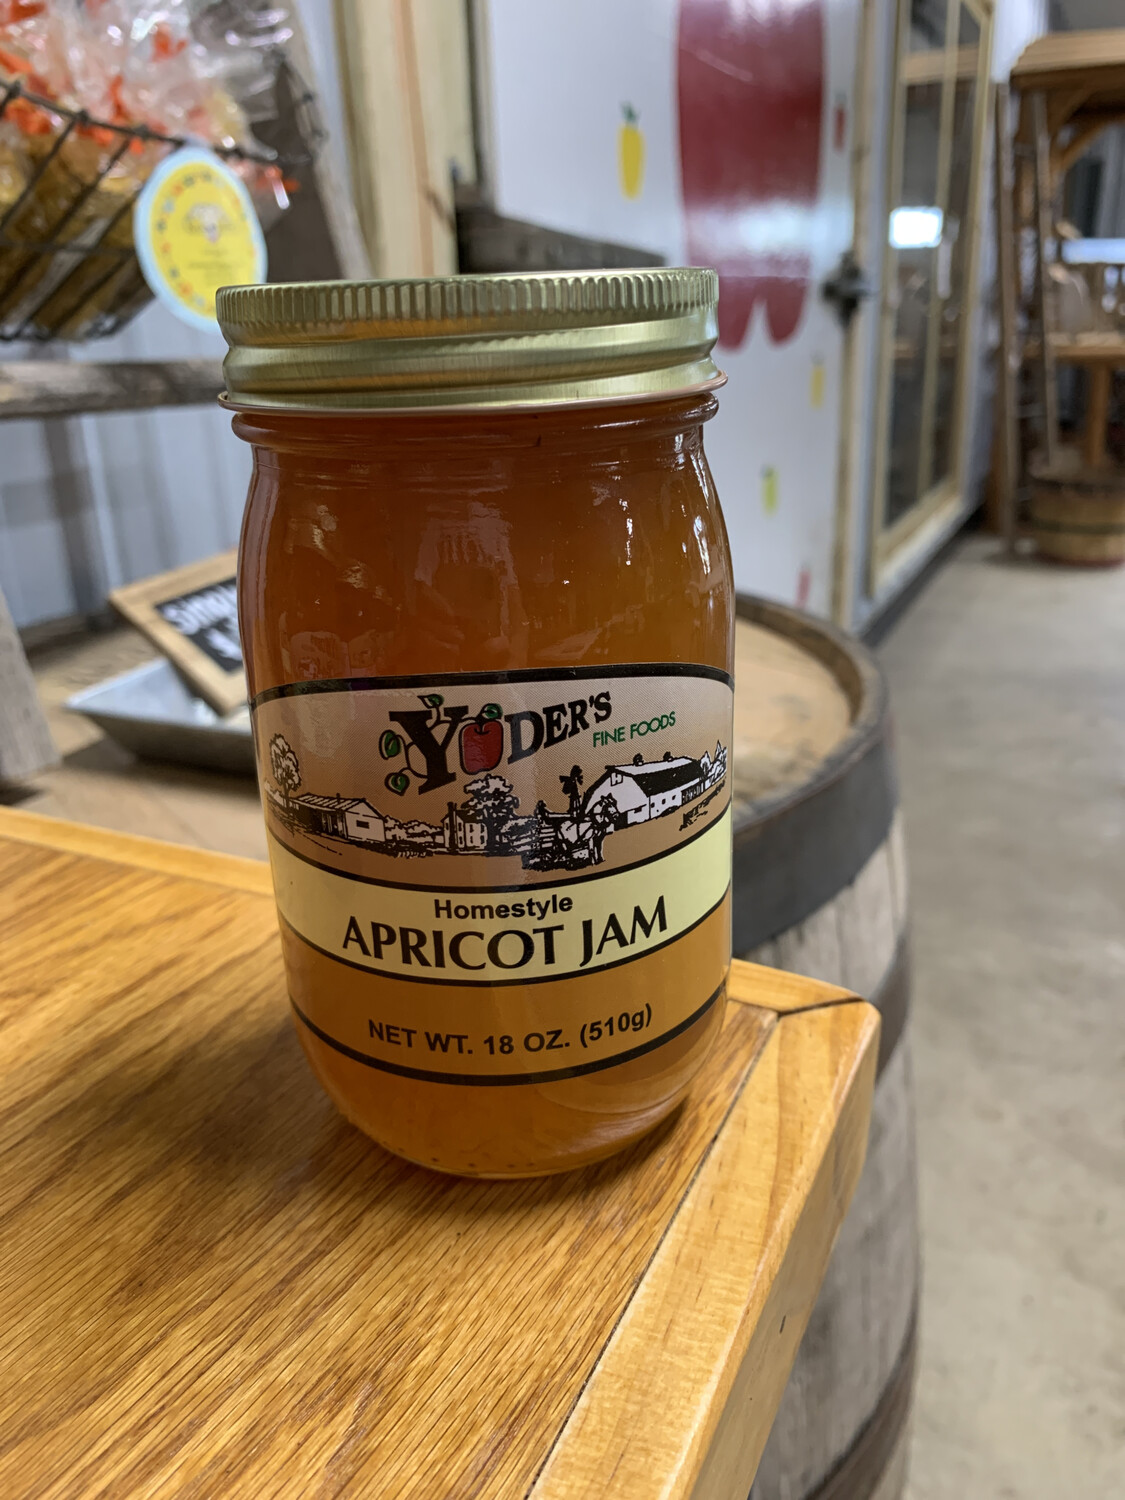 YODER'S
FINE FOODS
Homestyle
APRICOT JAM
NET WT. 18 OZ. (510g)